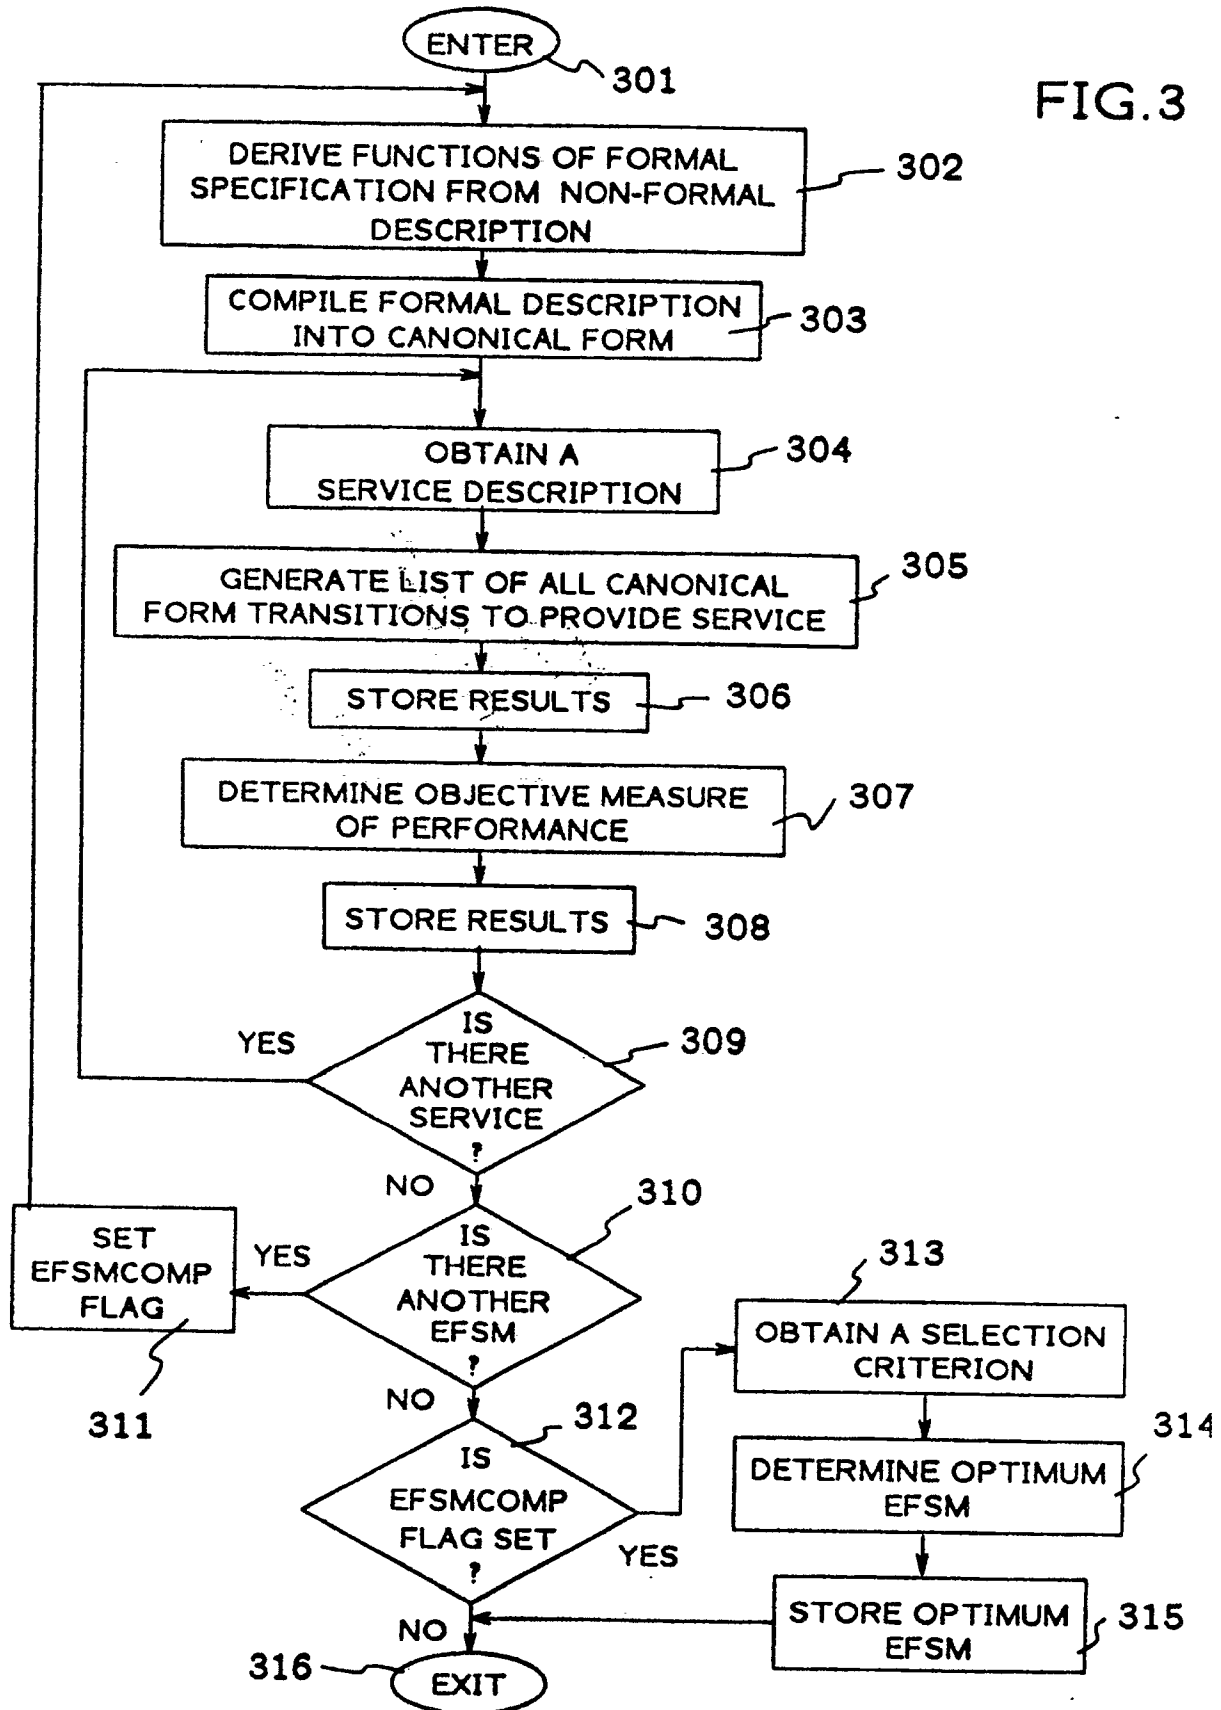 ENTER
301
FIG.3
DERIVE FUNCTIONS OF FORMAL
SPECIFICATION FROM NON-FORMAL
DESCRIPTION
302
COMPILE FORMAL DESCRIPTION
INTO CANONICAL FORM
303
OBTAIN A
SERVICE DESCRIPTION
304
GENERATE LIST OF ALL CANONICAL
FORM TRANSITIONS TO PROVIDE SERVICE
305
STORE RESULTS
306
DETERMINE OBJECTIVE MEASURE
OF PERFORMANCE
307
STORE RESULTS
308
IS
THERE
ANOTHER
SERVICE
?
309
YES
NO
IS
THERE
ANOTHER
EFSM
?
310
YES
SET
EFSMCOMP
FLAG
311
NO
IS
EFSMCOMP
FLAG SET
?
312
YES
OBTAIN A SELECTION
CRITERION
313
DETERMINE OPTIMUM
EFSM
314
STORE OPTIMUM
EFSM
315
NO
316
EXIT